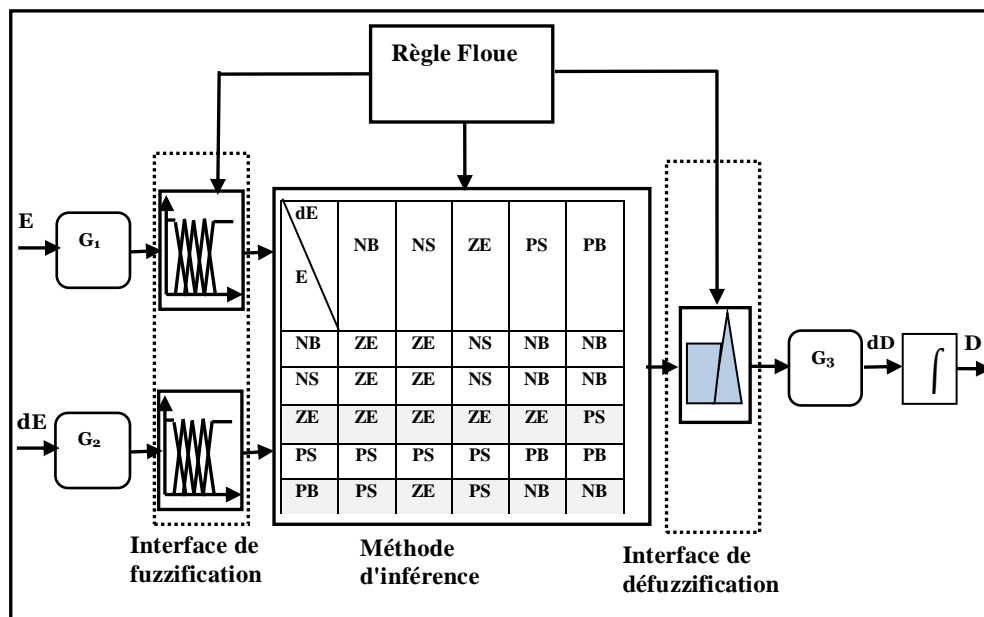 Règle Floue
E
G₁
dE
G₂
dE
E
NB NS ZE PS PB
NB ZE ZE NS NB NB
NS ZE ZE NS NB NB
ZE ZE ZE ZE ZE PS
PS PS PS PS PB PB
PB PS ZE PS NB NB
G₃
dD
∫
D
Interface de
fuzzification
Méthode
d'inférence
Interface de
défuzzification